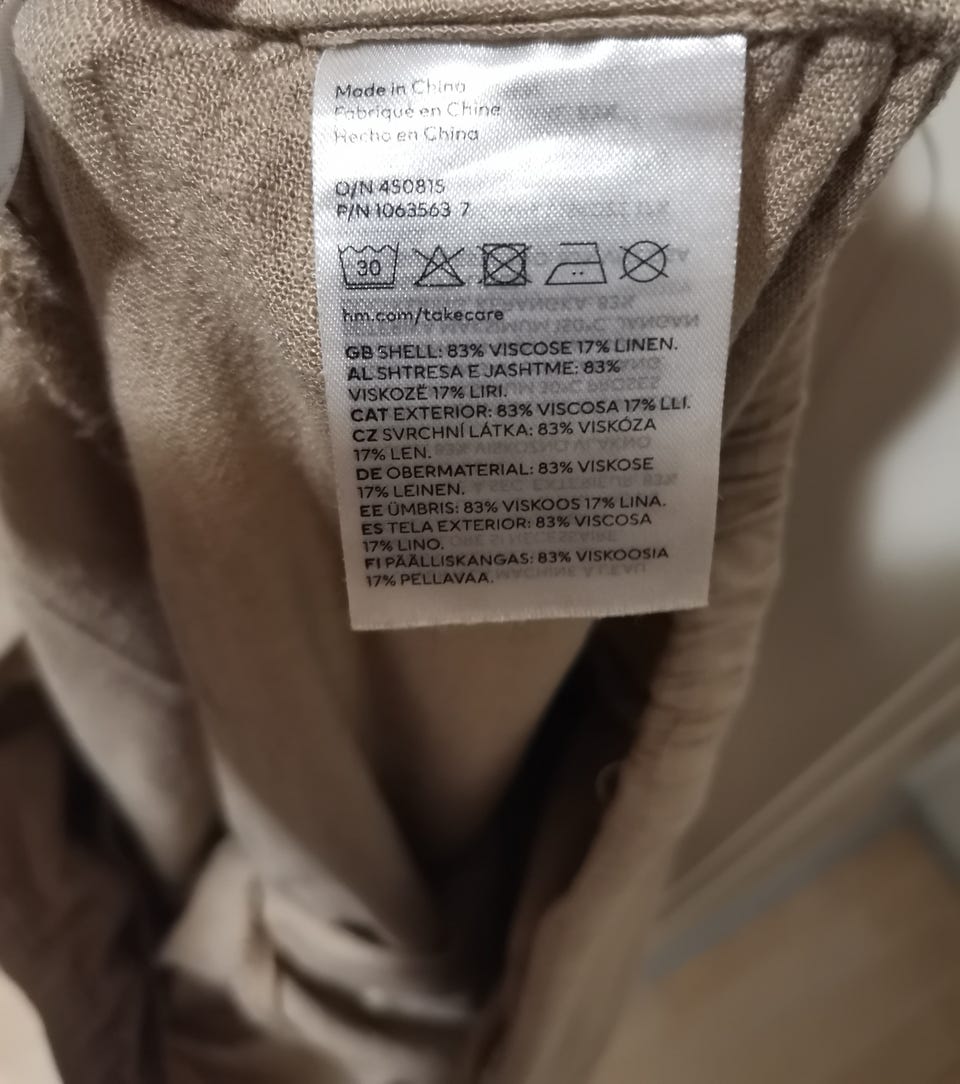 Made in China
Fabriqué en Chine
Hecho en China
O/N 450815
P/N 1063563 7
30
hm.com/takecare
GB SHELL: 83% VISCOSE 17% LINEN.
AL SHTRESA E JASHTME: 83%
VISKOZË 17% LIRI.
CAT EXTERIOR: 83% VISCOSA 17% LLI.
CZ SVRCHNÍ LÁTKA: 83% VISKÓZA
17% LEN.
DE OBERMATERIAL: 83% VISKOSE
17% LEINEN.
EE ÜMBRIS: 83% VISKOOS 17% LINA.
ES TELA EXTERIOR: 83% VISCOSA
17% LINO.
FI PÄÄLLISKANGAS: 83% VISKOOSIA
17% PELLAVAA.